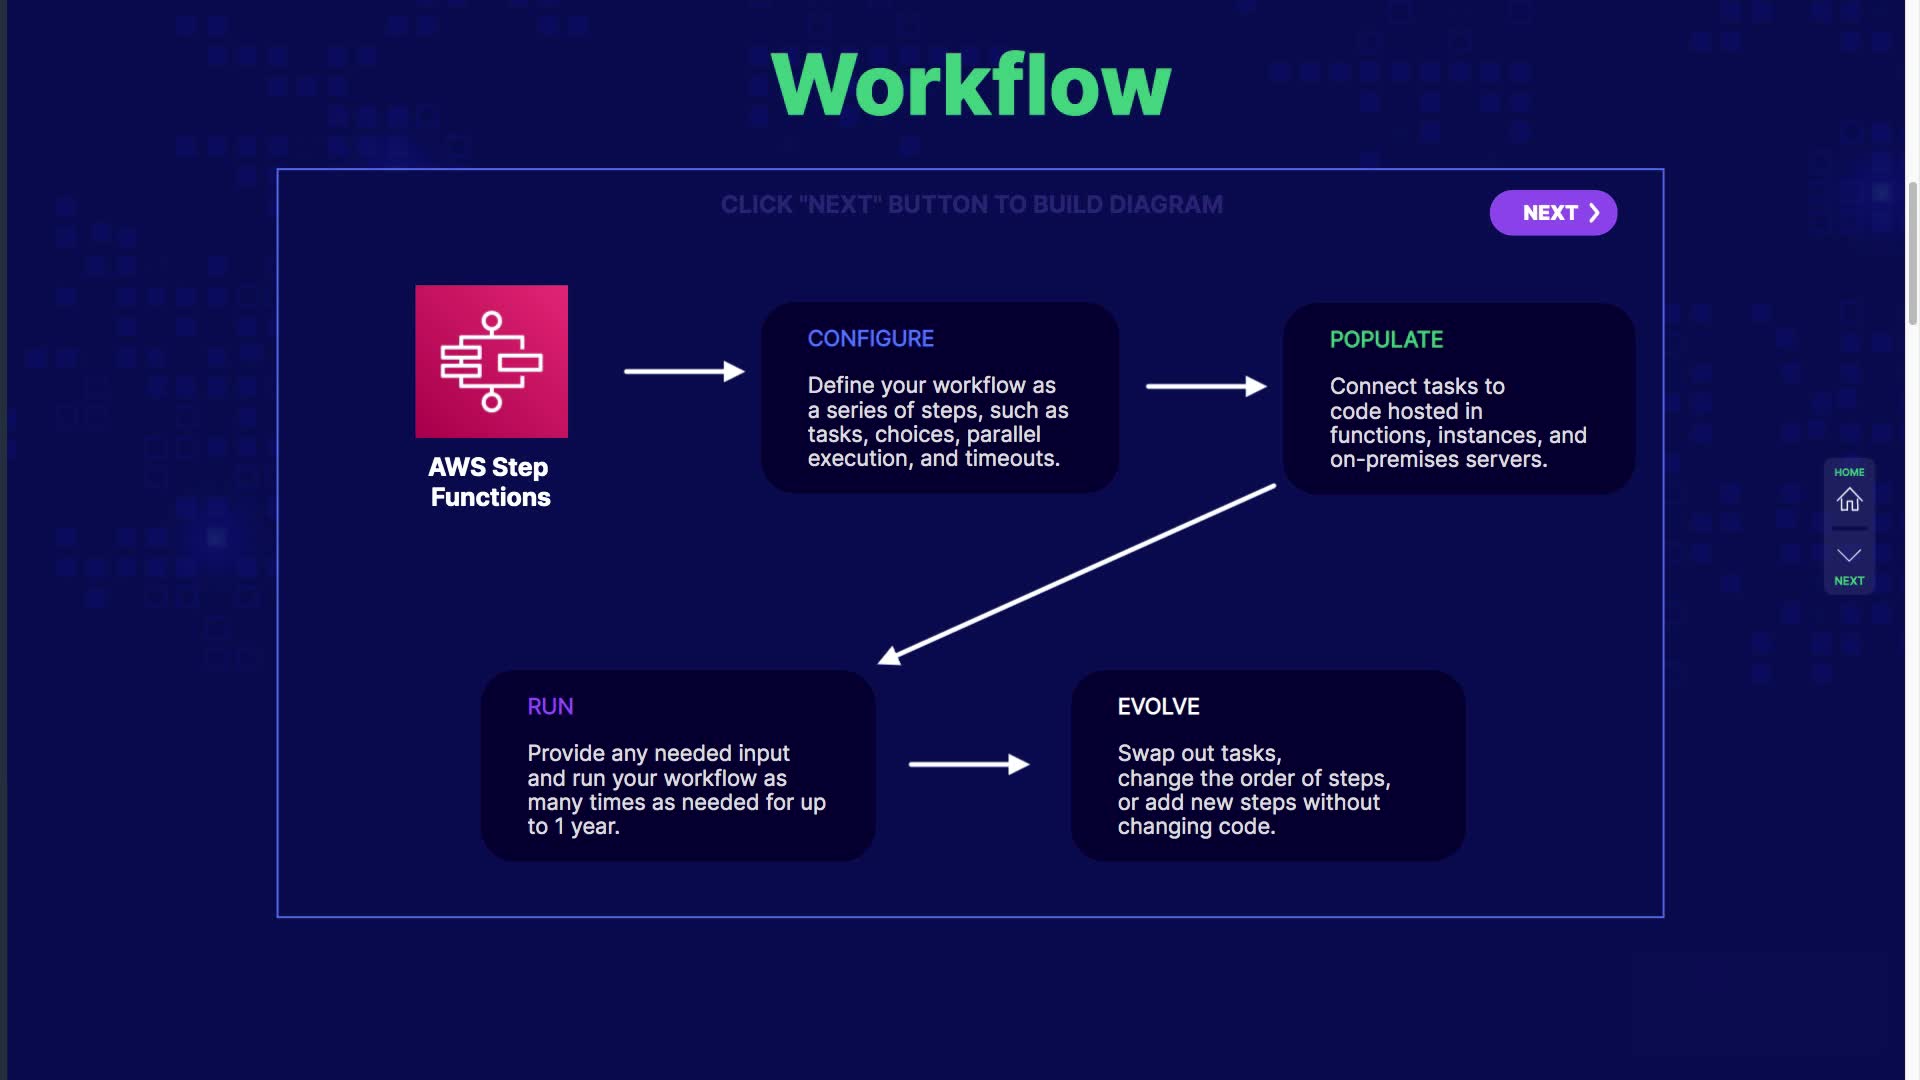 Workflow
CLICK "NEXT" BUTTON TO BUILD DIAGRAM
NEXT
AWS Step
Functions
CONFIGURE
Define your workflow as
a series of steps, such as
tasks, choices, parallel
execution, and timeouts.
POPULATE
Connect tasks to
code hosted in
functions, instances, and
on-premises servers.
HOME
NEXT
RUN
Provide any needed input
and run your workflow as
many times as needed for up
to 1 year.
EVOLVE
Swap out tasks,
change the order of steps,
or add new steps without
changing code.